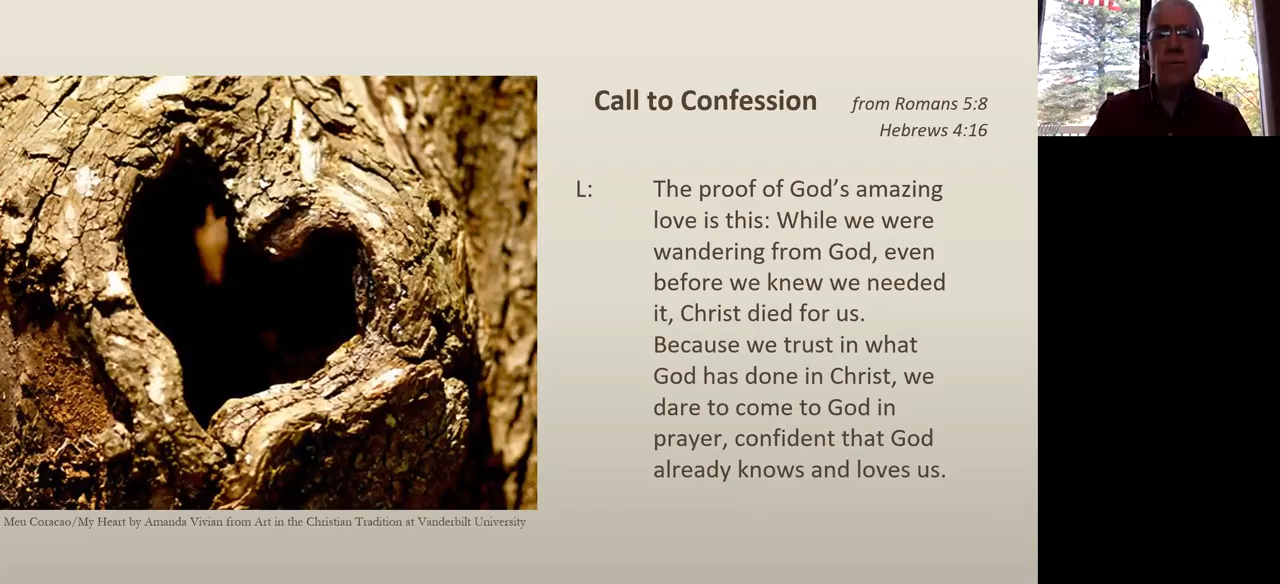 Call to Confession
from Romans 5:8
Hebrews 4:16
L:
The proof of God’s amazing
love is this: While we were
wandering from God, even
before we knew we needed
it, Christ died for us.
Because we trust in what
God has done in Christ, we
dare to come to God in
prayer, confident that God
already knows and loves us.
Meu Coracao/My Heart by Amanda Vivian from Art in the Christian Tradition at Vanderbilt University